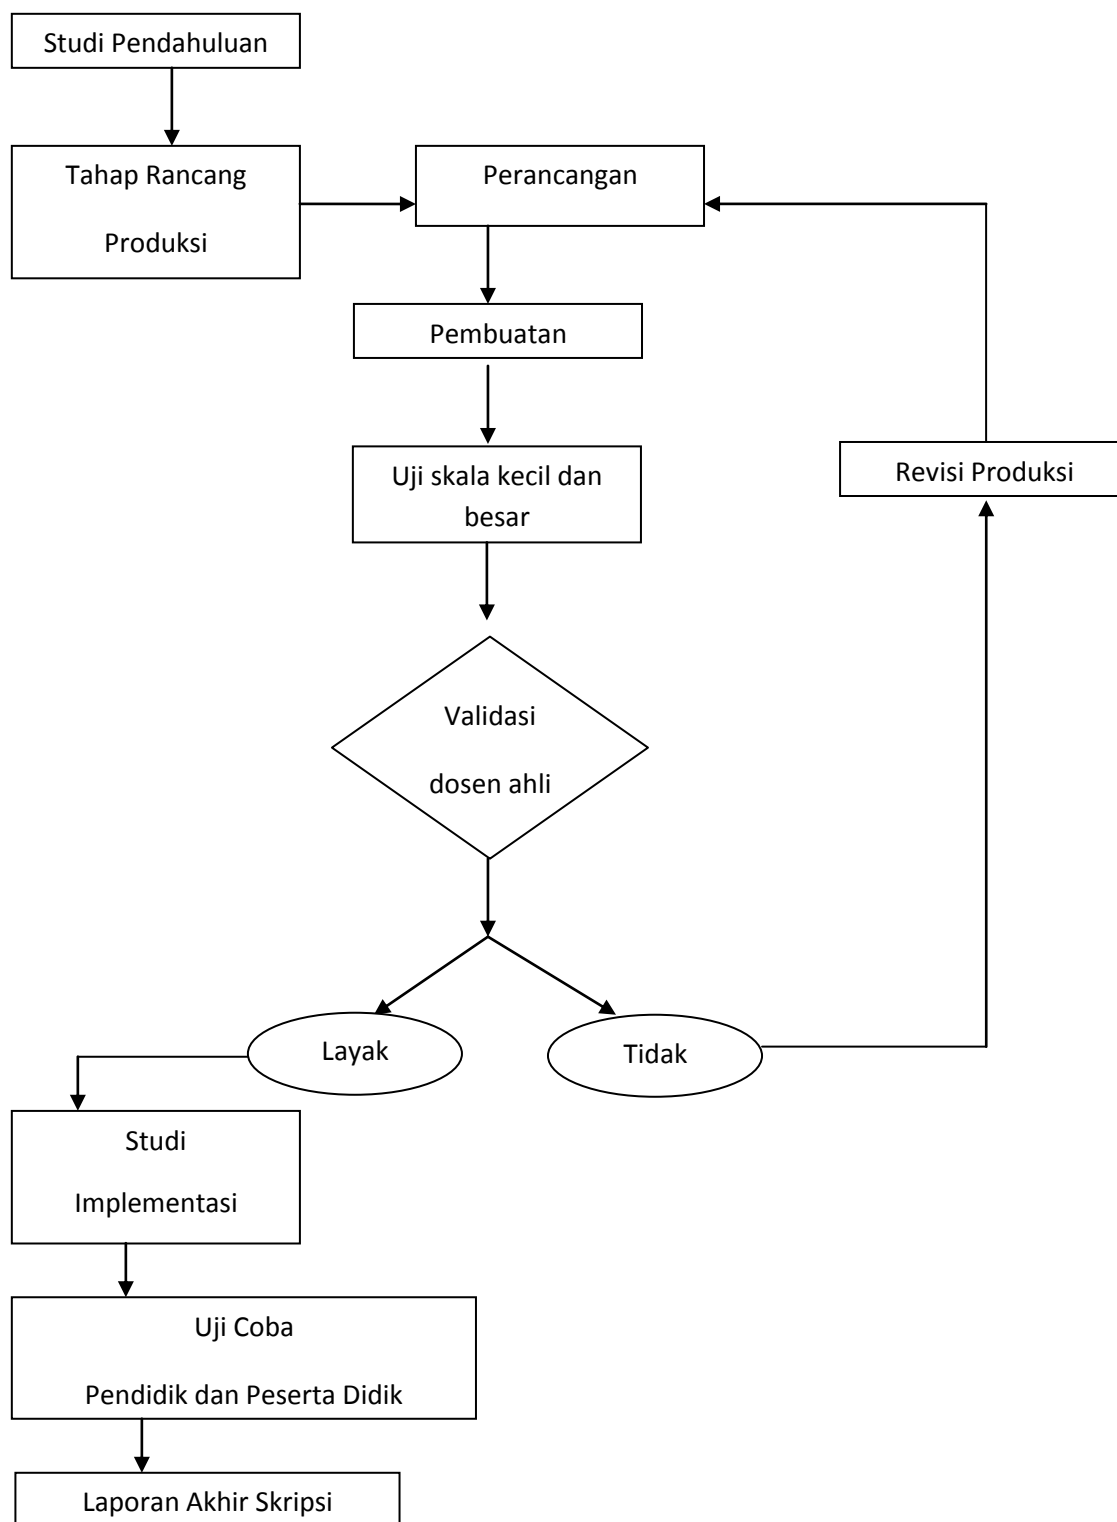 Studi Pendahuluan
Tahap Rancang
Produksi
Perancangan
Pembuatan
Uji skala kecil dan
besar
Revisi Produksi
Validasi
dosen ahli
Layak
Tidak
Studi
Implementasi
Uji Coba
Pendidik dan Peserta Didik
Laporan Akhir Skripsi